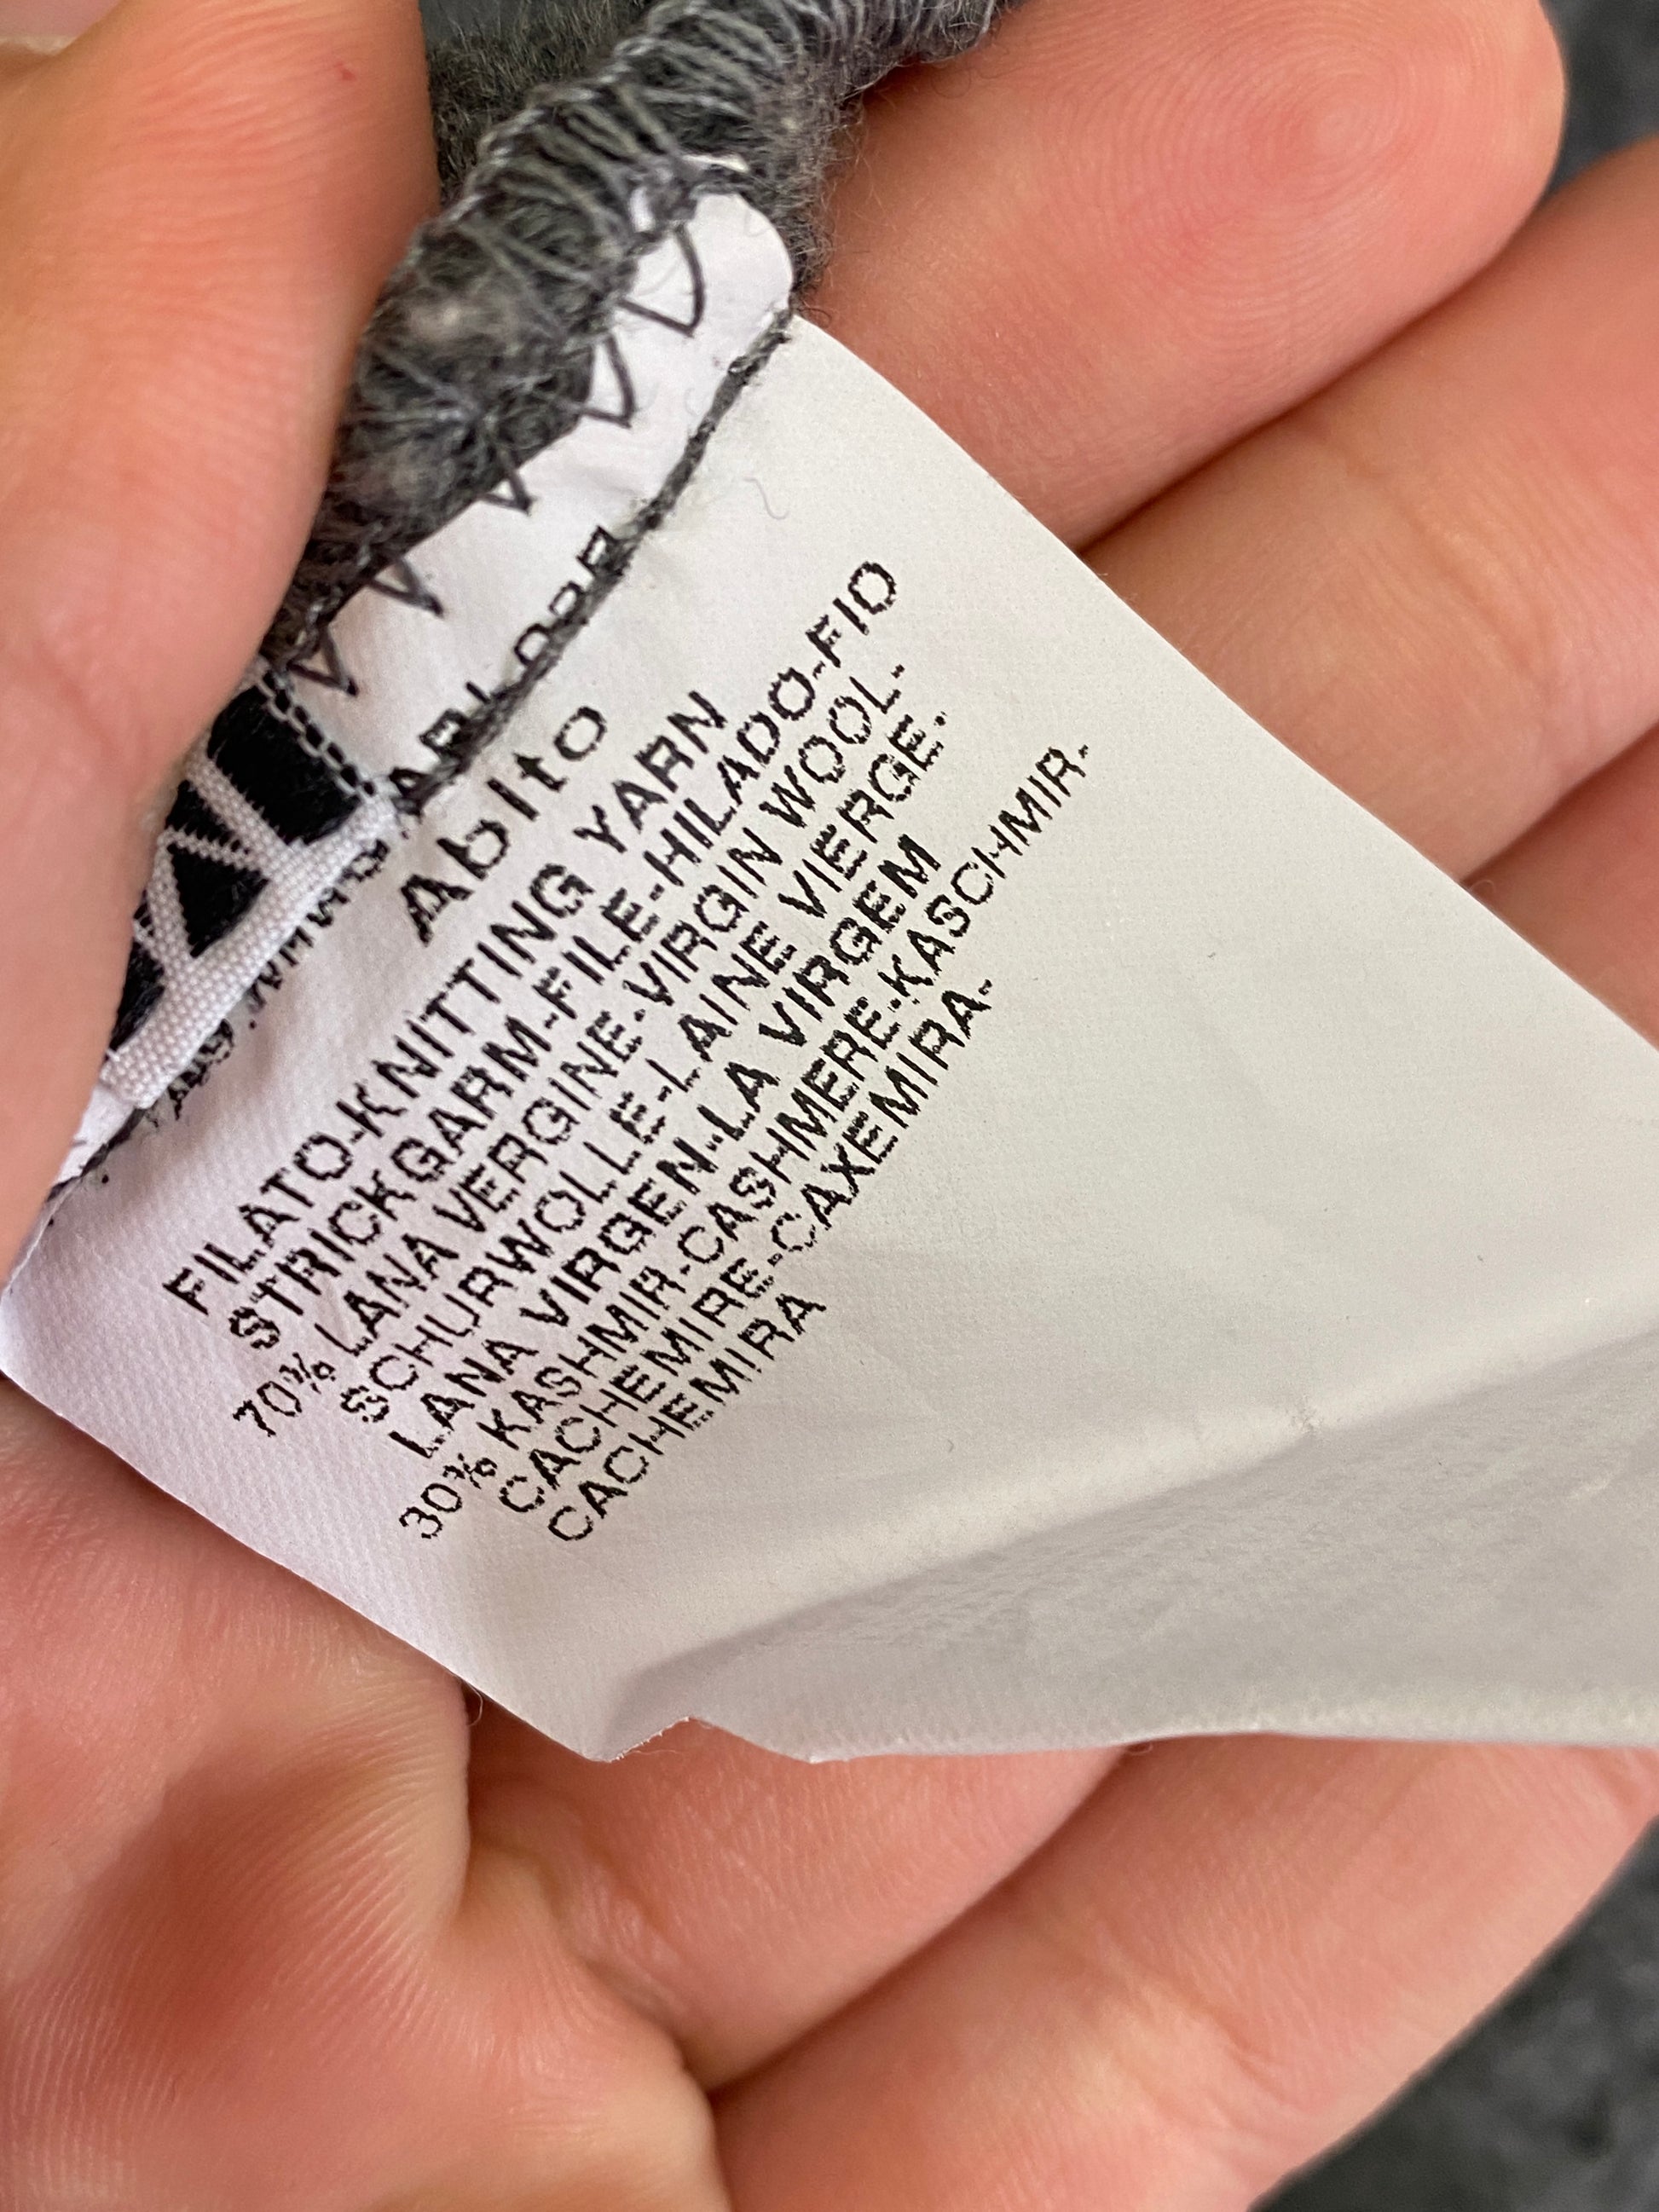 Abito
FILATO-KNITTING YARN
STRICKGARM-FILE-HILADO-FIO
70% LANA VERGINE-VIRGIN WOOL-
SCHURWOLLE-LAINE VIERGE-
LANA VIRGEN-LA VIRGEM
30% KASHMIR-CASHMERE-KASCHMIR-
CACHEMIRE-CAXEMIRA-
CACHEMIRA